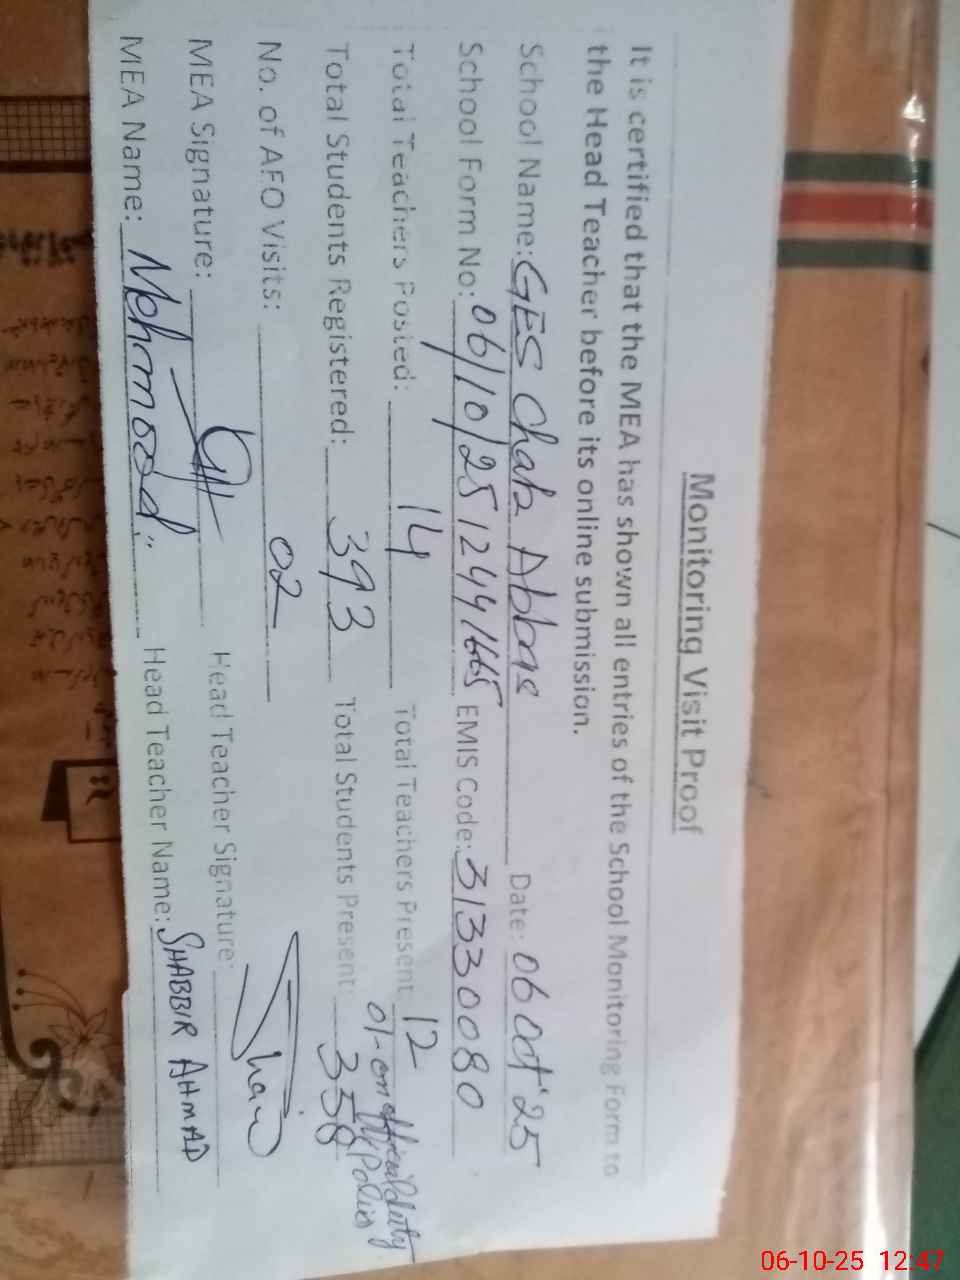 Monitoring Visit Proof
It is certified that the MEA has shown all entries of the School Monitoring Form to
the Head Teacher before its online submission.
School Name: GES Chak Abbas Date: 06 Oct' 25
School Form No: 06/10/25 12441665 EMIS Code: 31330080
Total Teachers Posted: 14 Total Teachers Present 12
01-on official duty
Total Students Registered: 393 Total Students Present: 358
No. of AEO Visits: 02
MEA Signature: Head Teacher Signature:
MEA Name: Mehmood Head Teacher Name: SHABBIR AHMAD
06-10-25 12:47